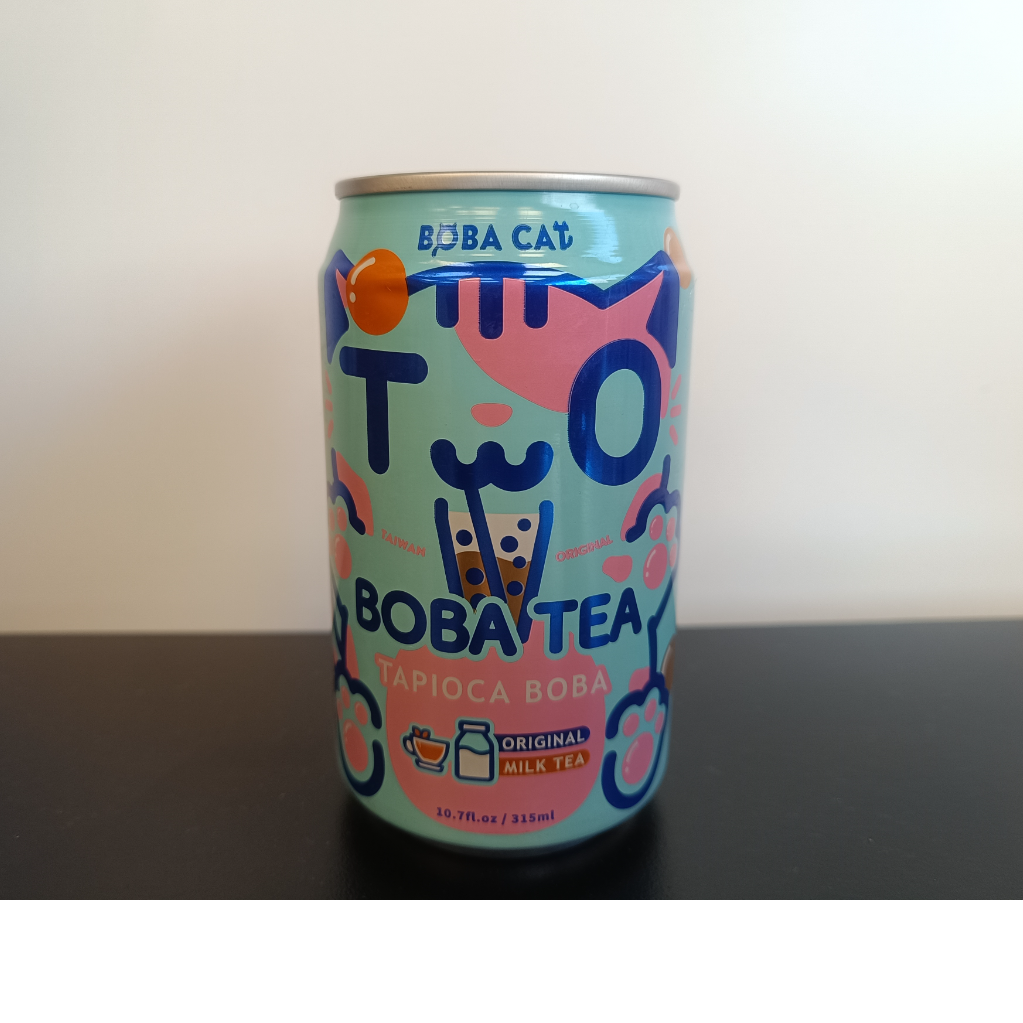 BOBA CAT
T O
TAIWAN ORIGINAL
BOBA TEA
TAPIOCA BOBA
ORIGINAL
MILK TEA
10.7fl.oz / 315ml